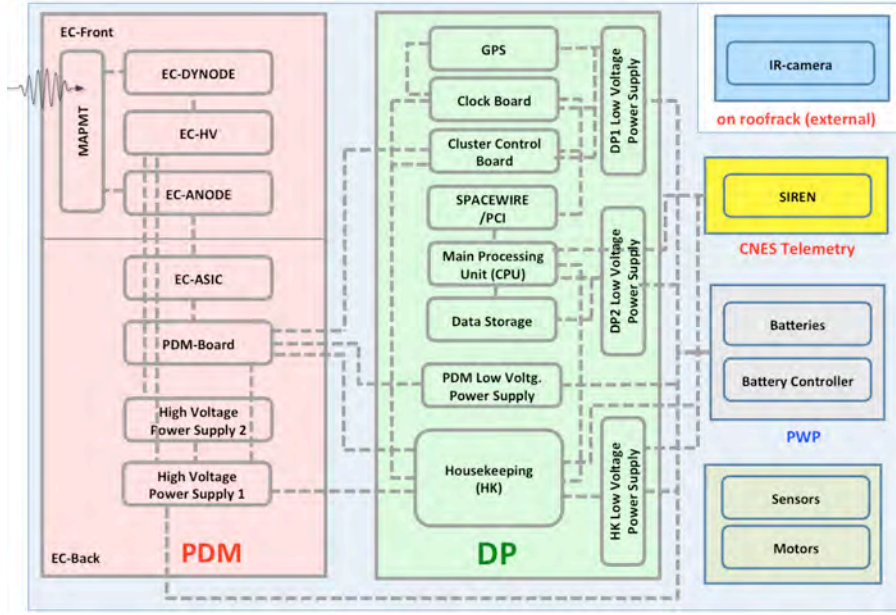 EC-Front
MAPMT
EC-DYNODE
EC-HV
EC-ANODE
EC-ASIC
PDM-Board
High Voltage
Power Supply 2
High Voltage
Power Supply 1
EC-Back
PDM
GPS
Clock Board
Cluster Control
Board
SPACEWIRE
/PCI
Main Processing
Unit (CPU)
Data Storage
PDM Low Voltg.
Power Supply
Housekeeping
(HK)
DP
DP1 Low Voltage
Power Supply
DP2 Low Voltage
Power Supply
HK Low Voltage
Power Supply
IR-camera
on roofrack (external)
SIREN
CNES Telemetry
Batteries
Battery Controller
PWP
Sensors
Motors